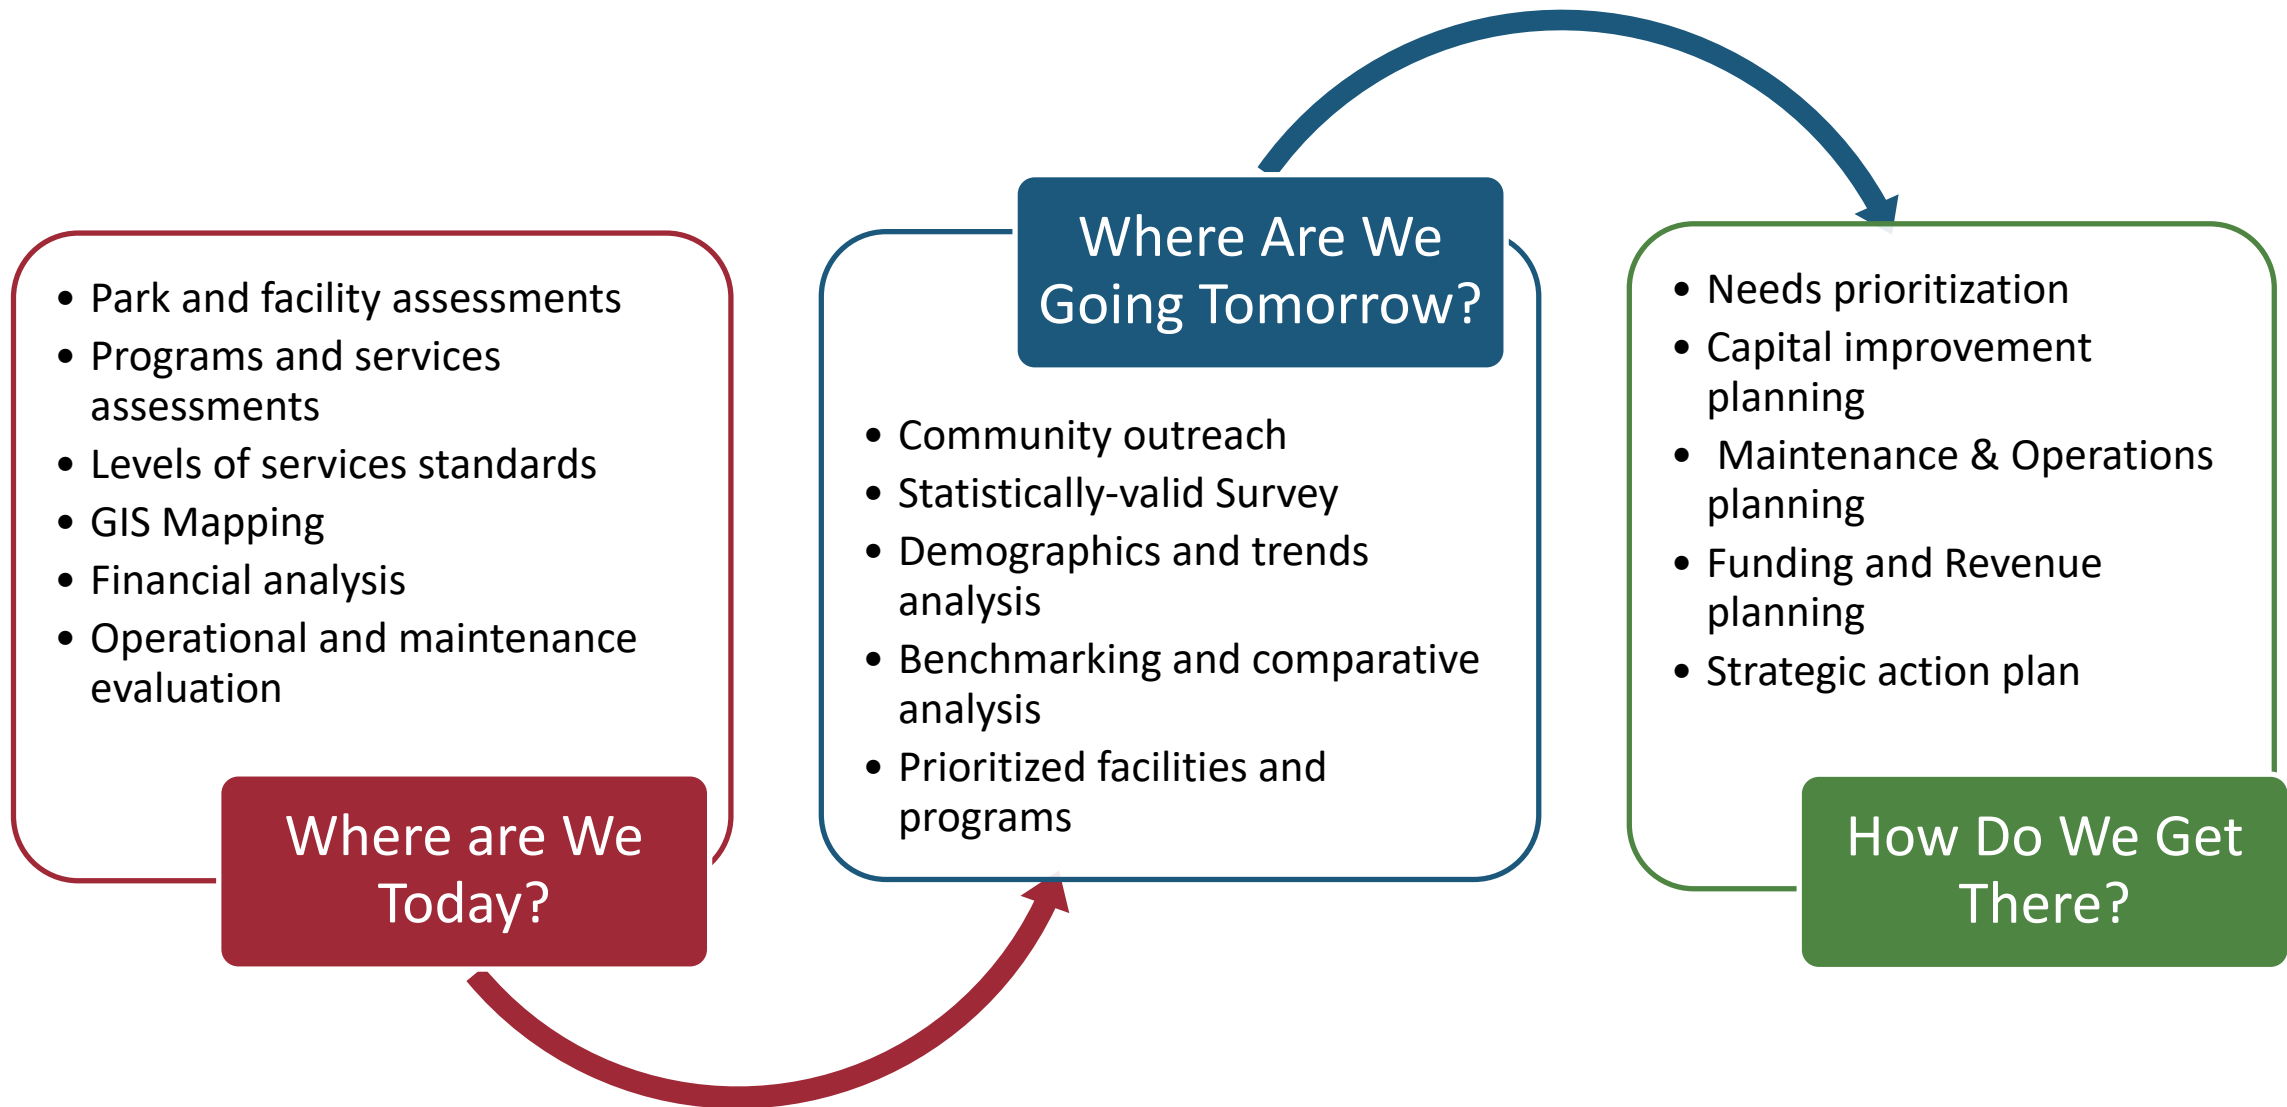 • Park and facility assessments
• Programs and services
assessments
• Levels of services standards
• GIS Mapping
• Financial analysis
• Operational and maintenance
evaluation
Where are We
Today?
Where Are We
Going Tomorrow?
• Community outreach
• Statistically-valid Survey
• Demographics and trends
analysis
• Benchmarking and comparative
analysis
• Prioritized facilities and
programs
• Needs prioritization
• Capital improvement
planning
• Maintenance & Operations
planning
• Funding and Revenue
planning
• Strategic action plan
How Do We Get
There?